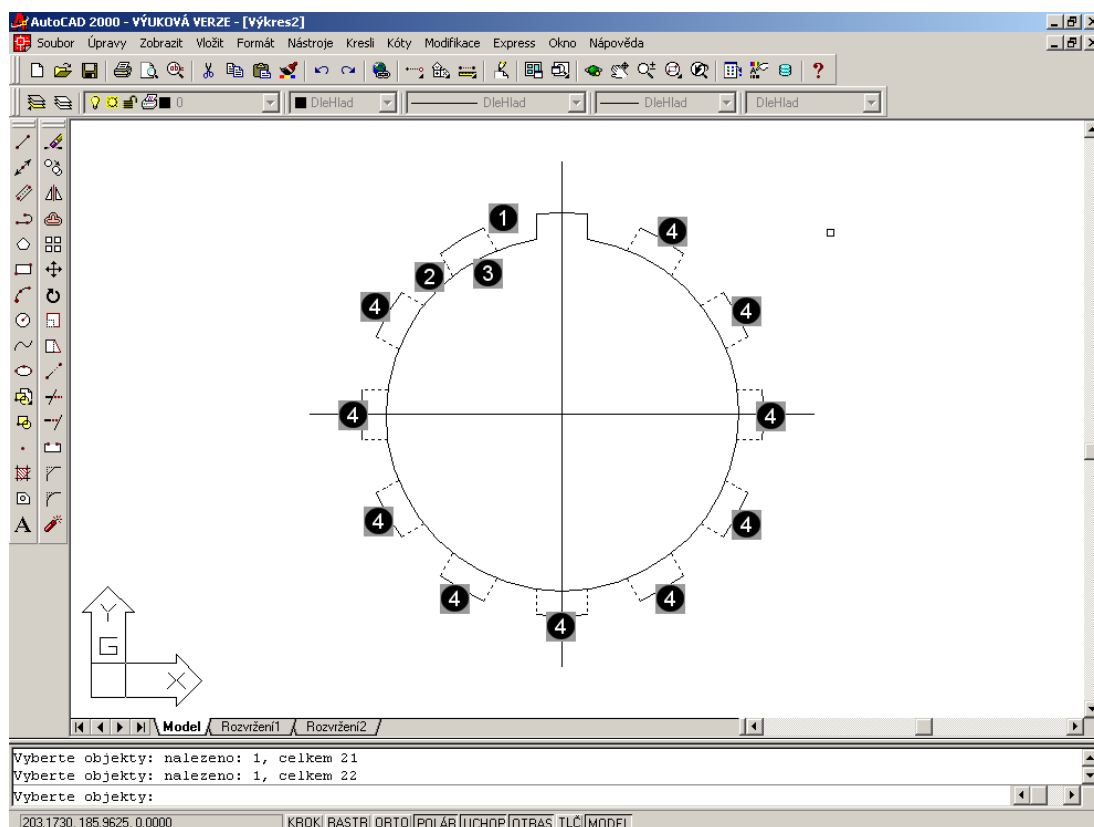 AutoCAD 2000 - VÝUKOVÁ VERZE - [Výkres2]
Soubor Úpravy Zobrazit Vložit Formát Nástroje Kresli Kóty Modifikace Express Okno Nápověda
0 DleHlad DleHlad DleHlad DleHlad
1
4
2 3
4 4
4 4
4 4
4 4
4
Y
G
X
A
Model Rozvržení1 Rozvržení2
Vyberte objekty: nalezeno: 1, celkem 21
Vyberte objekty: nalezeno: 1, celkem 22
Vyberte objekty:
203.1730, 185.9625, 0.0000 KROK RASTR ORTO POLÁR UCHOP OTRAS TLČ MODEL